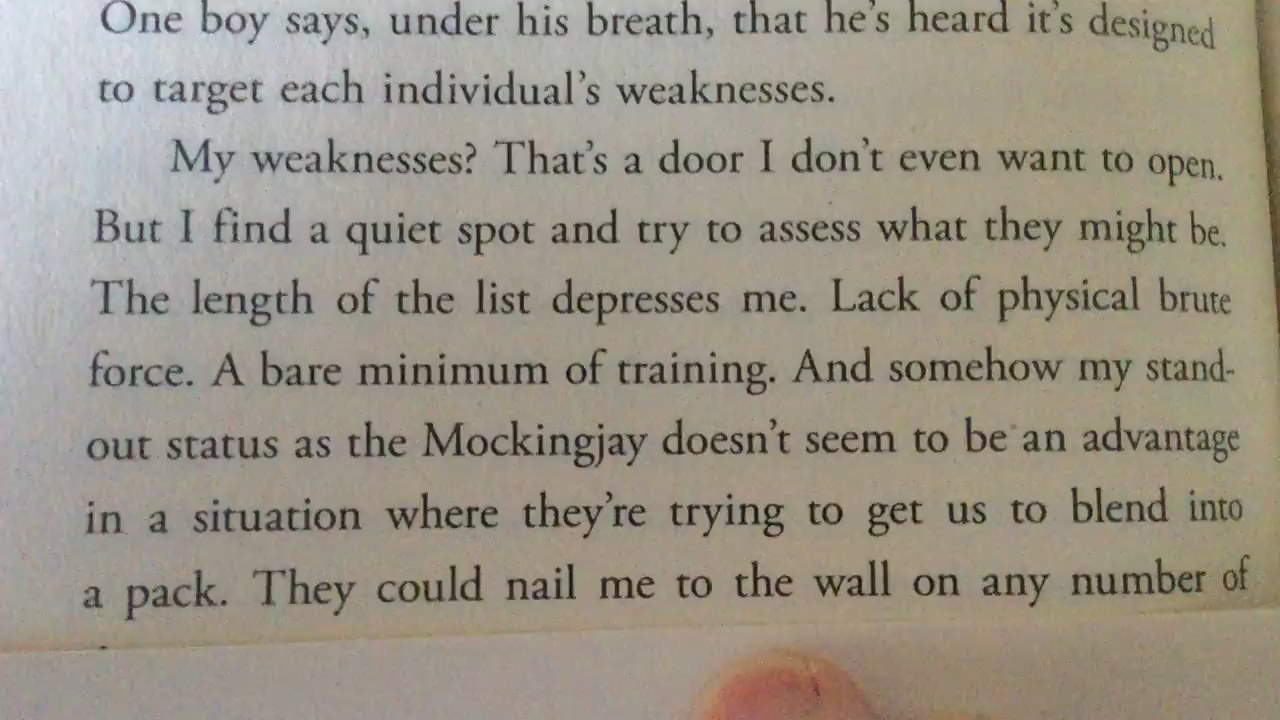 One boy says, under his breath, that he's heard it's designed
to target each individual's weaknesses.
My weaknesses? That's a door I don't even want to open.
But I find a quiet spot and try to assess what they might be.
The length of the list depresses me. Lack of physical brute
force. A bare minimum of training. And somehow my stand-
out status as the Mockingjay doesn't seem to be an advantage
in a situation where they're trying to get us to blend into
a pack. They could nail me to the wall on any number of